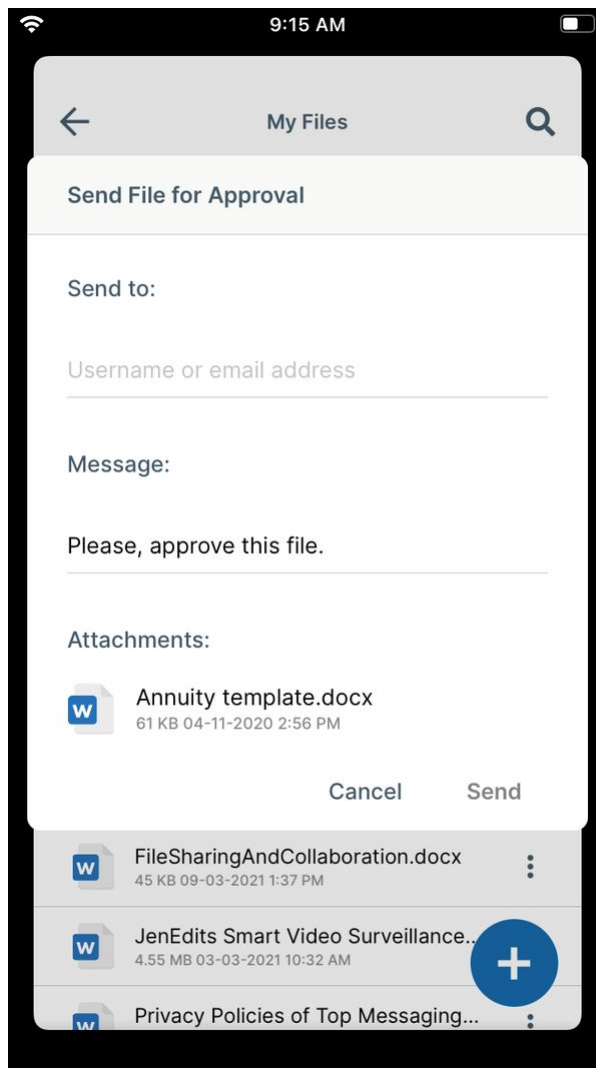 9:15 AM
My Files
Send File for Approval
Send to:
Username or email address
Message:
Please, approve this file.
Attachments:
W
Annuity template.docx
61 KB 04-11-2020 2:56 PM
Cancel Send
W
FileSharingAndCollaboration.docx
45 KB 09-03-2021 1:37 PM
W
JenEdits Smart Video Surveillance...
4.55 MB 03-03-2021 10:32 AM
W
Privacy Policies of Top Messaging...